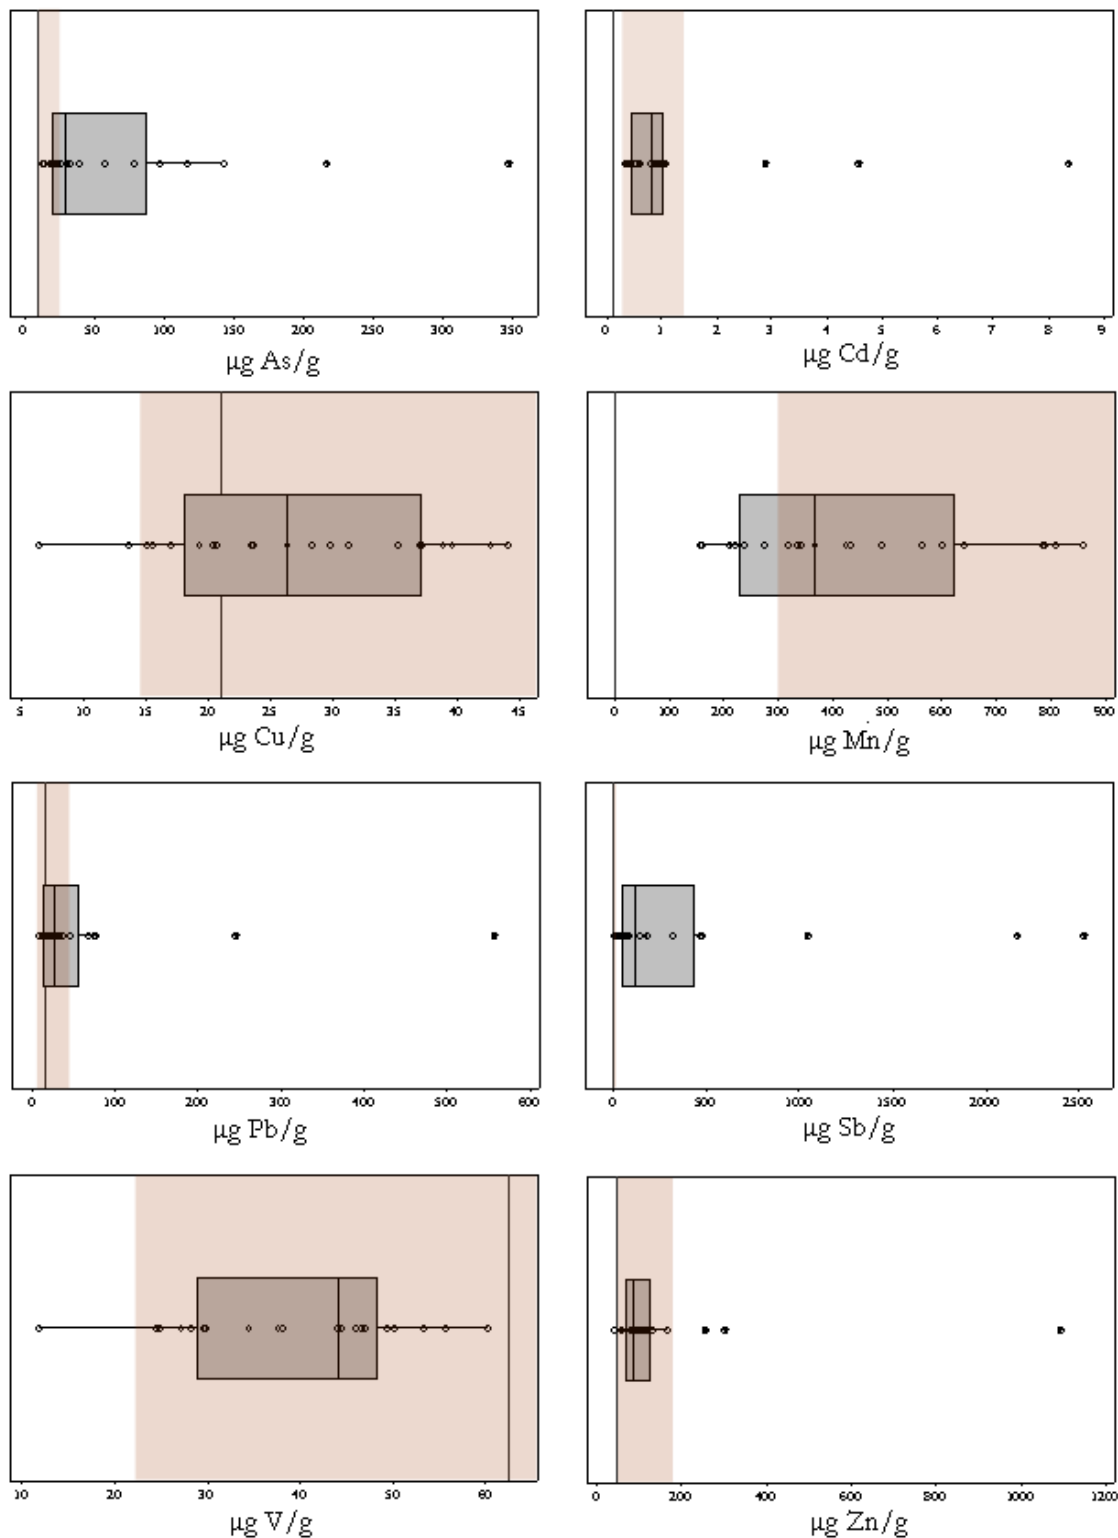 0 50 100 150 200 250 300 350
µg As/g
0 1 2 3 4 5 6 7 8 9
µg Cd/g
5 10 15 20 25 30 35 40 45
µg Cu/g
0 100 200 300 400 500 600 700 800 900
µg Mn/g
0 100 200 300 400 500 600
µg Pb/g
0 500 1000 1500 2000 2500
µg Sb/g
10 20 30 40 50 60
µg V/g
0 200 400 600 800 1000 1200
µg Zn/g